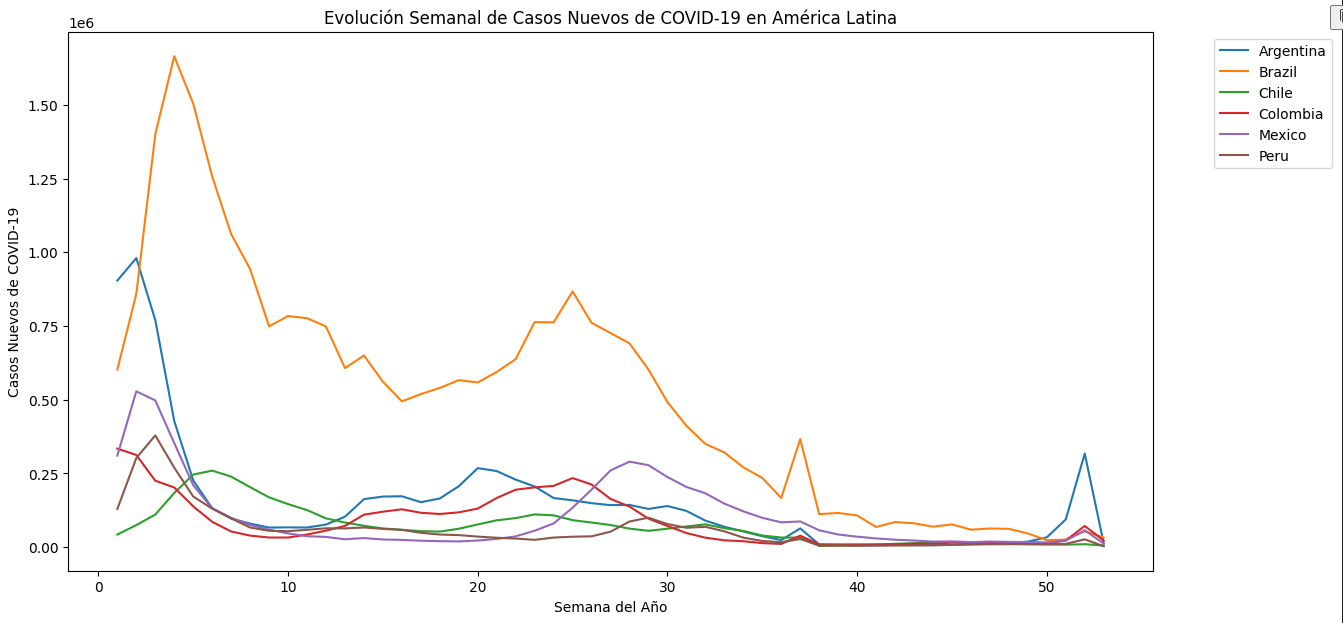 Evolución Semanal de Casos Nuevos de COVID-19 en América Latina
1e6
Casos Nuevos de COVID-19
1.50
1.25
1.00
0.75
0.50
0.25
0.00
0 10 20 30 40 50
Semana del Año
Argentina
Brazil
Chile
Colombia
Mexico
Peru